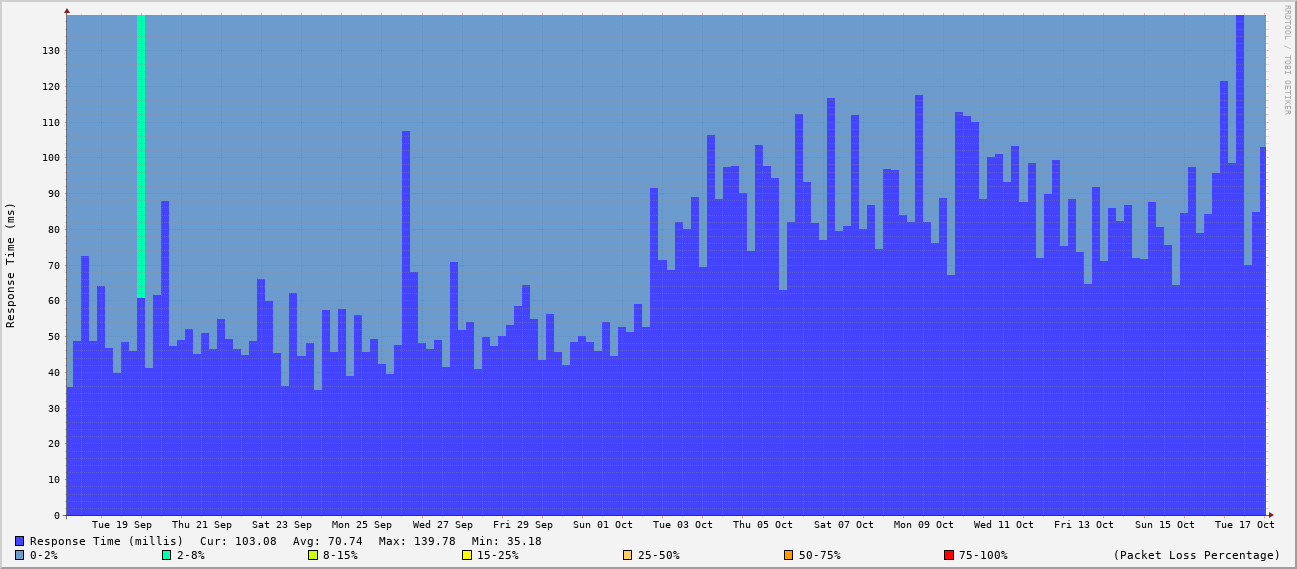 RRDTOOL / TOBI OETIKER
Response Time (ms)
130
120
110
100
90
80
70
60
50
40
30
20
10
0
Tue 19 Sep Thu 21 Sep Sat 23 Sep Mon 25 Sep Wed 27 Sep Fri 29 Sep Sun 01 Oct Tue 03 Oct Thu 05 Oct Sat 07 Oct Mon 09 Oct Wed 11 Oct Fri 13 Oct Sun 15 Oct Tue 17 Oct
Response Time (millis) Cur: 103.08 Avg: 70.74 Max: 139.78 Min: 35.18
0-2% 2-8% 8-15% 15-25% 25-50% 50-75% 75-100% (Packet Loss Percentage)